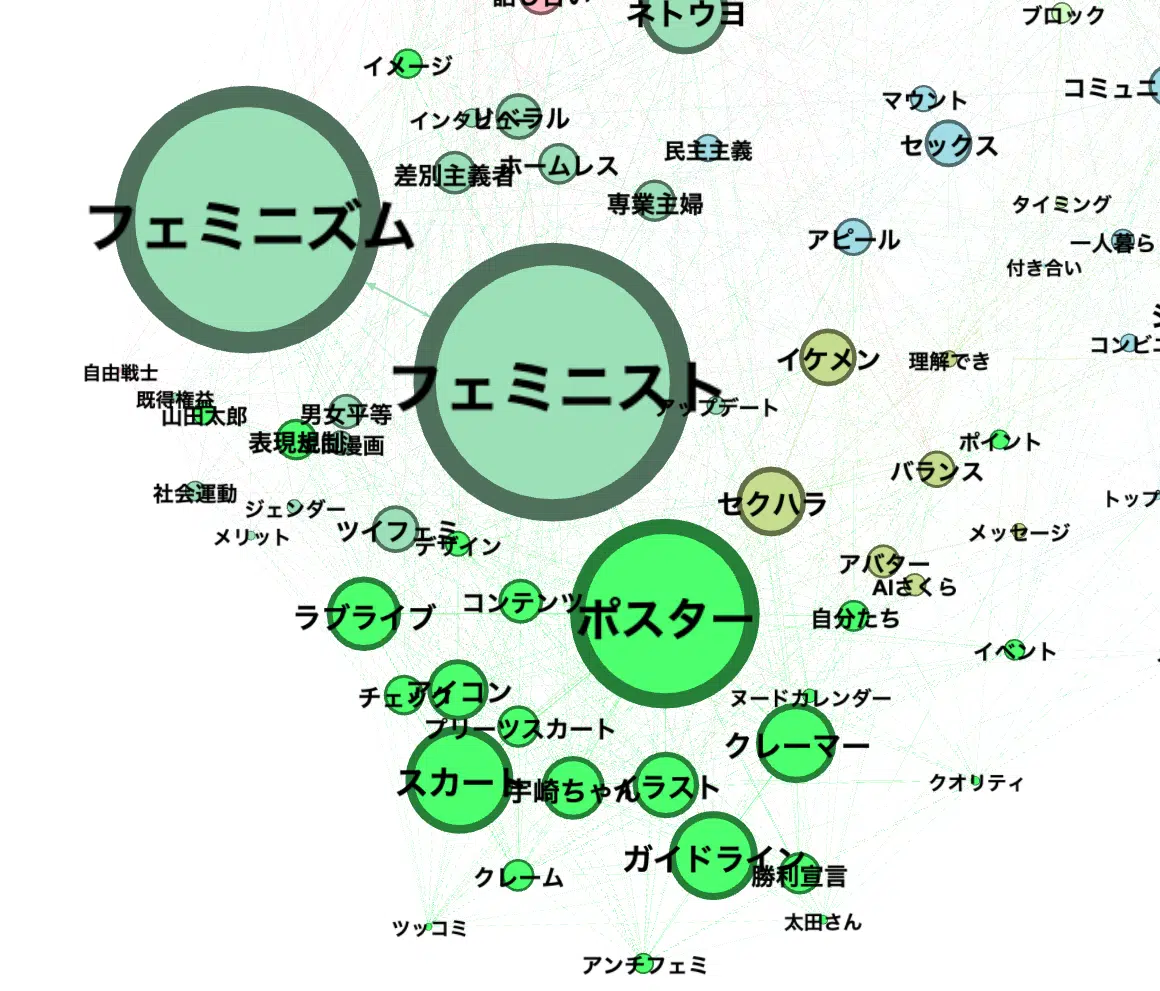 話し合い
ネトウヨ
ブロック
イメージ
コミュニ
マウント
インタビュー
リベラル
セックス
民主主義
ホームレス
差別主義者
専業主婦
タイミング
フェミニズム
アピール
一人暮ら
付き合い
コンビニ
イケメン
理解でき
自由戦士
フェミニスト
既得権益
アップデート
山田太郎
男女平等
表現規制
漫画
ポイント
バランス
社会運動
トップ
セクハラ
ジェンダー
ツイフェミ
メリット
メッセージ
デザイン
アバター
AIさくら
コンテンツ
ラブライブ
ポスター
自分たち
イベント
チェック
アイコン
ヌードカレンダー
プリーツスカート
クレーマー
スカート
クオリティ
宇崎ちゃん
イラスト
ガイドライン
勝利宣言
クレーム
太田さん
ツッコミ
アンチフェミ